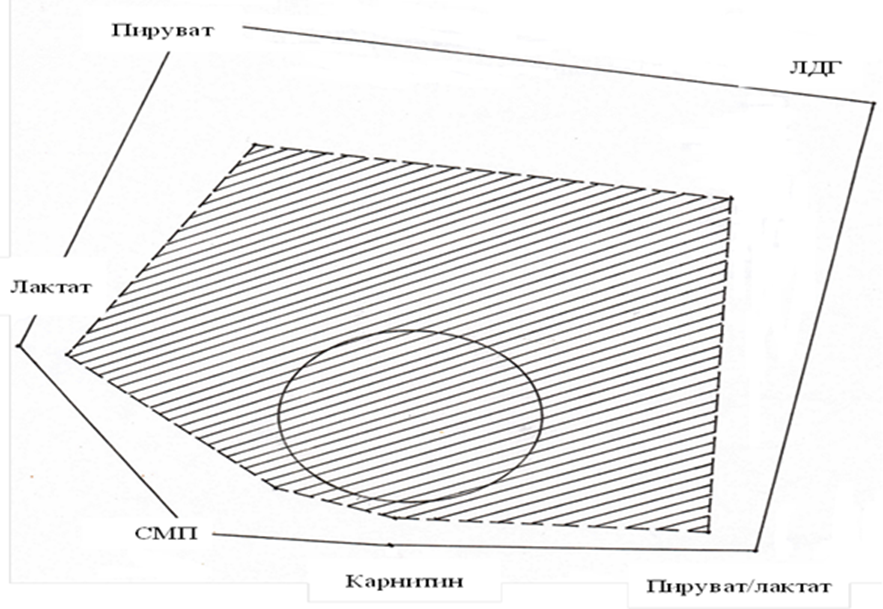 Пируват
ЛДГ
Лактат
СМП
Карнитин
Пируват/лактат